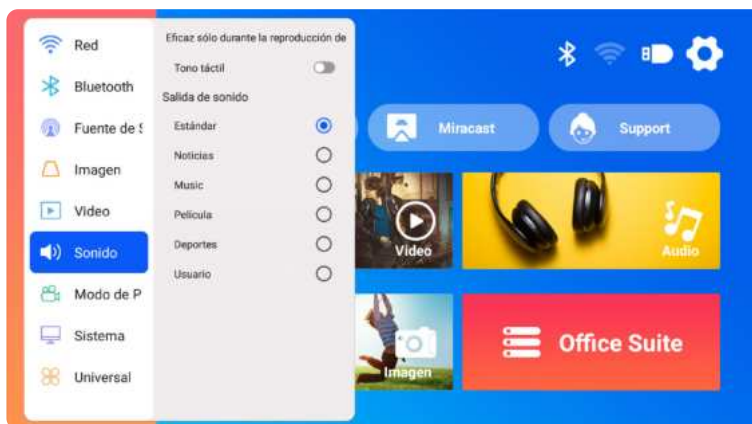 Red
Bluetooth
Fuente de S
Imagen
Video
Sonido
Modo de P
Sistema
Universal
Eficaz sólo durante la reproducción de
Tono táctil
Salida de sonido
Estándar
Noticias
Music
Película
Deportes
Usuario
Miracast
Support
Video
Audio
Imagen
Office Suite